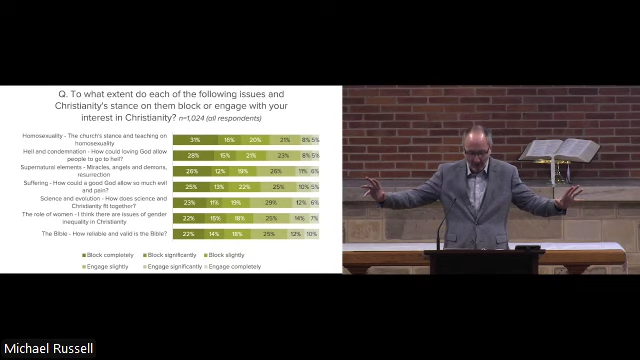 Q. To what extent do each of the following issues and
Christianity's stance on them block or engage with your
interest in Christianity? n=1,024 (all respondents)
Homosexuality - The church's stance and teaching on
homosexuality
31% 16% 20% 21% 8% 5%
Hell and condemnation - How could loving God allow
people to go to hell?
28% 15% 21% 23% 8% 5%
Supernatural elements - Miracles, angels and demons,
resurrection
26% 12% 19% 26% 11% 6%
Suffering - How could a good God allow so much evil
and pain?
25% 13% 22% 25% 10% 5%
Science and evolution - How does science and
Christianity fit together?
23% 11% 19% 29% 12% 6%
The role of women - I think there are issues of gender
inequality in Christianity
22% 15% 18% 25% 14% 7%
The Bible - How reliable and valid is the Bible?
22% 14% 18% 25% 12% 10%
Block completely Block significantly Block slightly
Engage slightly Engage significantly Engage completely
Michael Russell